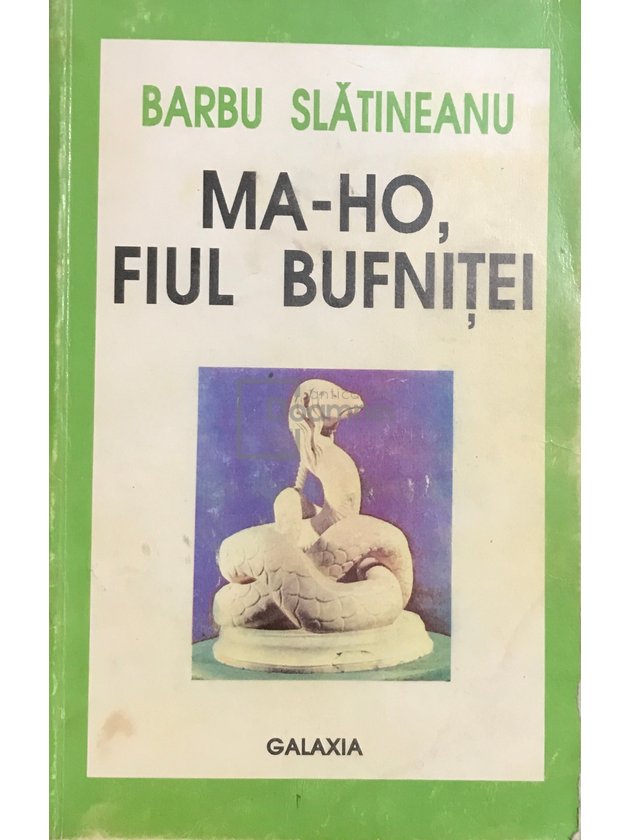 BARBU SLĂTINEANU
MA-HO,
FIUL BUFNIȚEI
GALAXIA